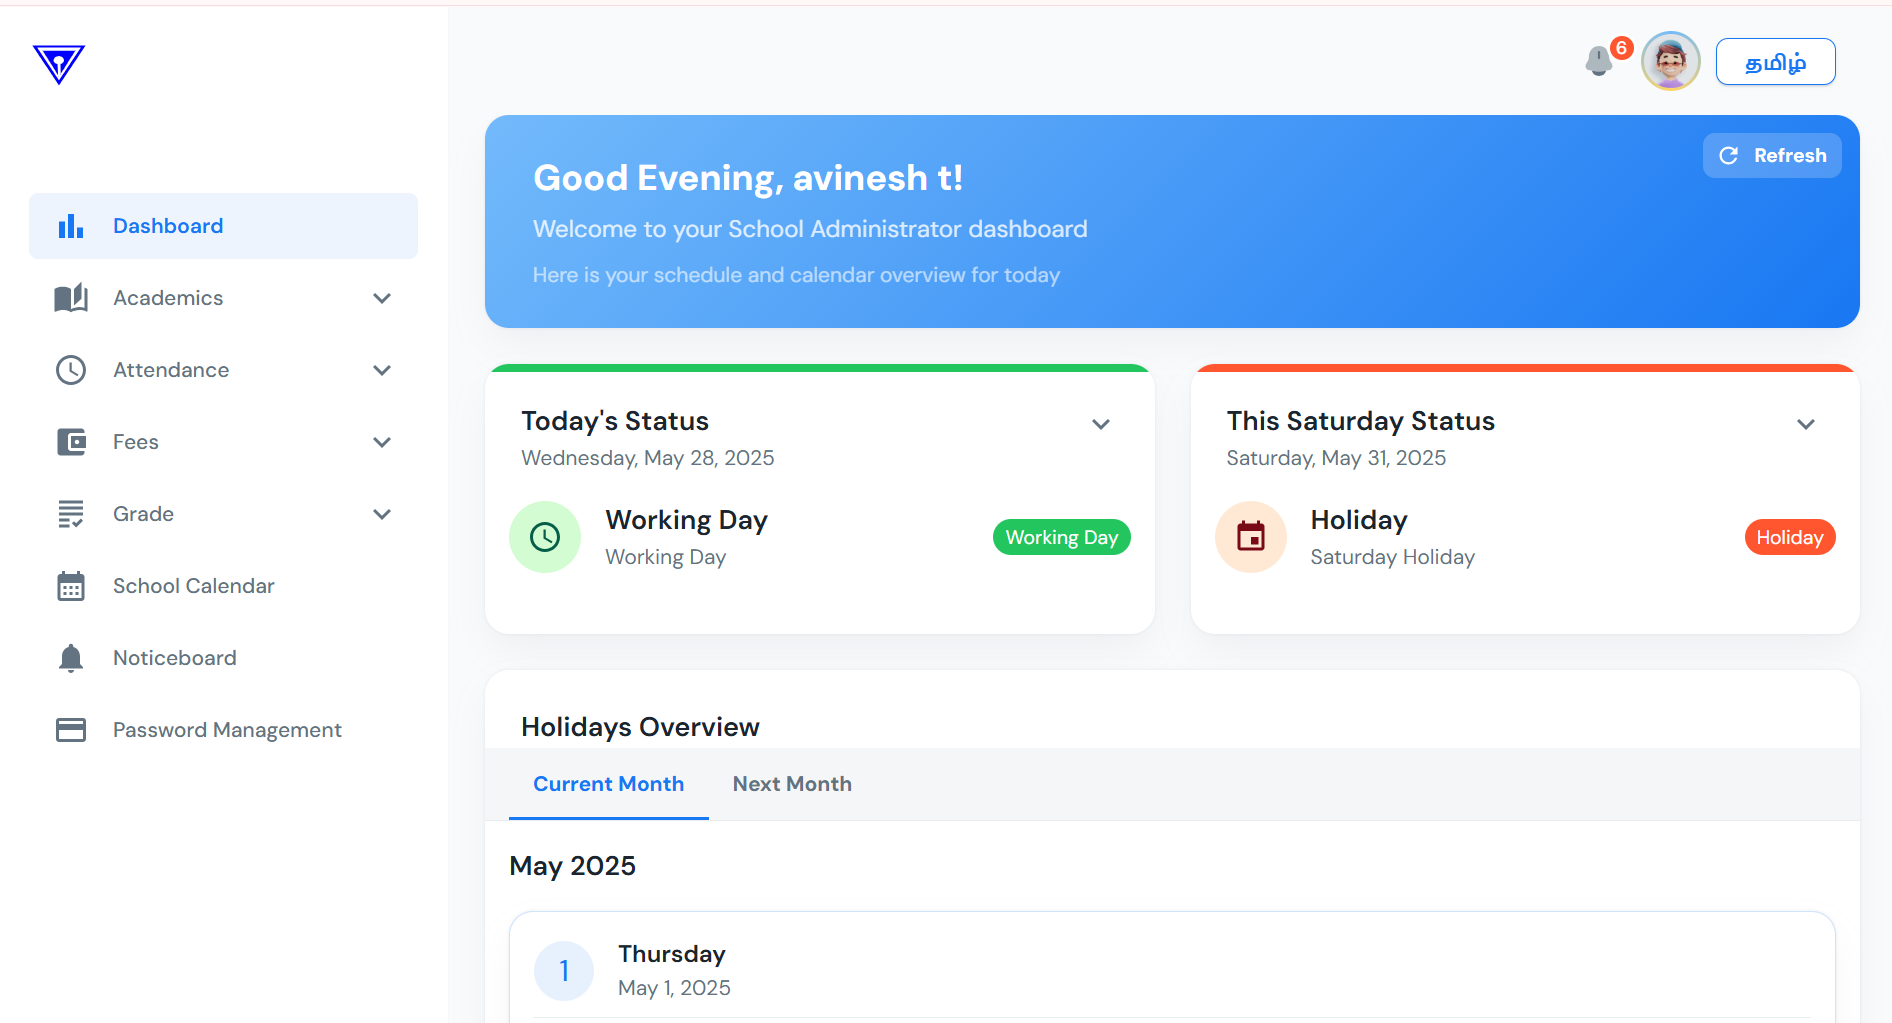 6
தமிழ்
Dashboard
Academics
Attendance
Fees
Grade
School Calendar
Noticeboard
Password Management
Good Evening, avinesh t!
Refresh
Welcome to your School Administrator dashboard
Here is your schedule and calendar overview for today
Today's Status
Wednesday, May 28, 2025
Working Day
Working Day
Working Day
This Saturday Status
Saturday, May 31, 2025
Holiday
Saturday Holiday
Holiday
Holidays Overview
Current Month
Next Month
May 2025
1
Thursday
May 1, 2025